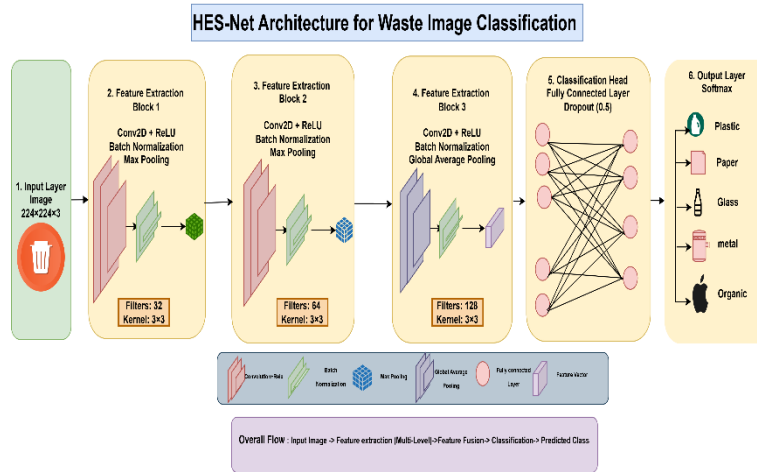 HES-Net Architecture for Waste Image Classification
1. Input Layer
Image
224×224×3
2. Feature Extraction
Block 1
Conv2D + ReLU
Batch Normalization
Max Pooling
Filters: 32
Kernel: 3×3
3. Feature Extraction
Block 2
Conv2D + ReLU
Batch Normalization
Max Pooling
Filters: 64
Kernel: 3×3
4. Feature Extraction
Block 3
Conv2D + ReLU
Batch Normalization
Global Average Pooling
Filters: 128
Kernel: 3×3
5. Classification Head
Fully Connected Layer
Dropout (0.5)
6. Output Layer
Softmax
Plastic
Paper
Glass
metal
Organic
Convolution+Relu
Batch
Normalization
Max Pooling
Global Average
Pooling
Fully connected
Layer
Feature Vector
Overall Flow : Input Image -> Feature extraction |Multi-Level|->Feature Fusion-> Classification-> Predicted Class